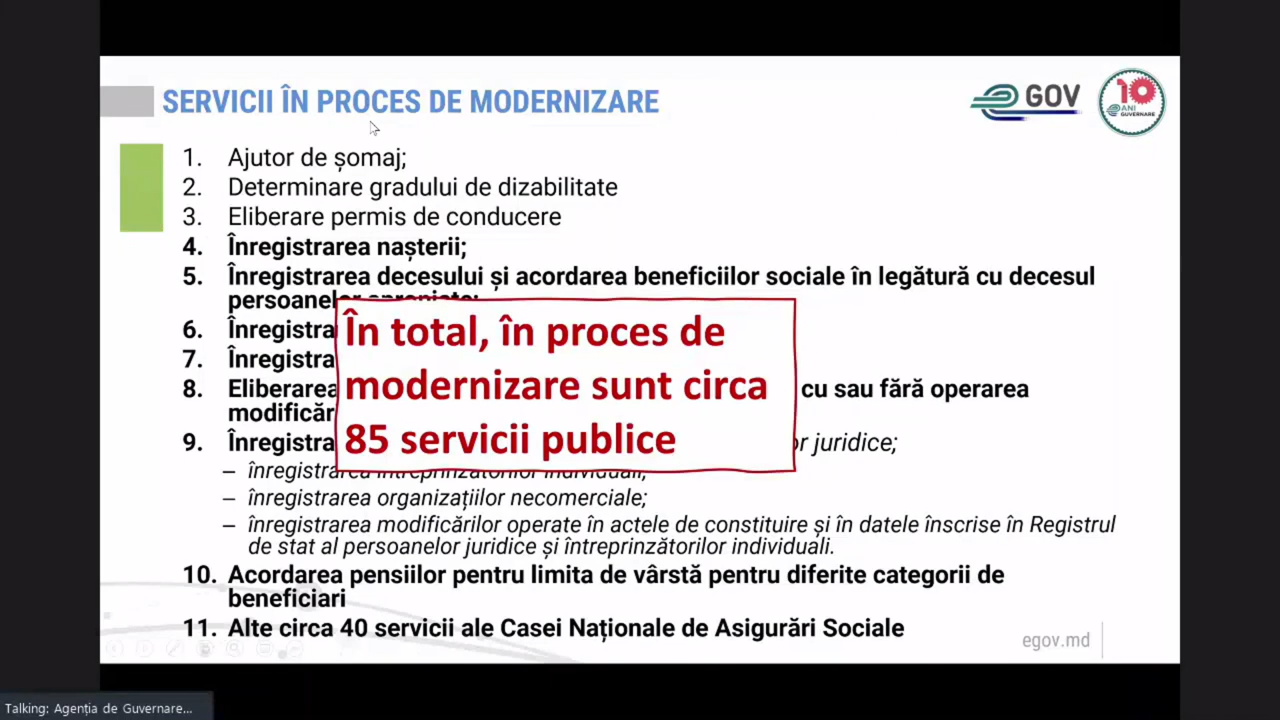 SERVICII ÎN PROCES DE MODERNIZARE
GOV
10
ANI
GUVERNARE
1. Ajutor de șomaj;
2. Determinare gradului de dizabilitate
3. Eliberare permis de conducere
4. Înregistrarea nașterii;
5. Înregistrarea decesului și acordarea beneficiilor sociale în legătură cu decesul
persoanelor apropiate;
6. Înregistra
7. Înregistra
8. Eliberarea cu sau fără operarea
modificăr
9. Înregistra or juridice;
În total, în proces de
modernizare sunt circa
85 servicii publice
– înregistrarea întreprinzătorilor individuali;
– înregistrarea organizațiilor necomerciale;
– înregistrarea modificărilor operate în actele de constituire și în datele înscrise în Registrul
de stat al persoanelor juridice și întreprinzătorilor individuali.
10. Acordarea pensiilor pentru limita de vârstă pentru diferite categorii de
beneficiari
11. Alte circa 40 servicii ale Casei Naționale de Asigurări Sociale
egov.md
Talking: Agenția de Guvernare...